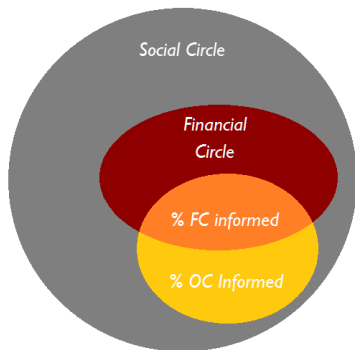 Social Circle
Financial
Circle
% FC informed
% OC Informed